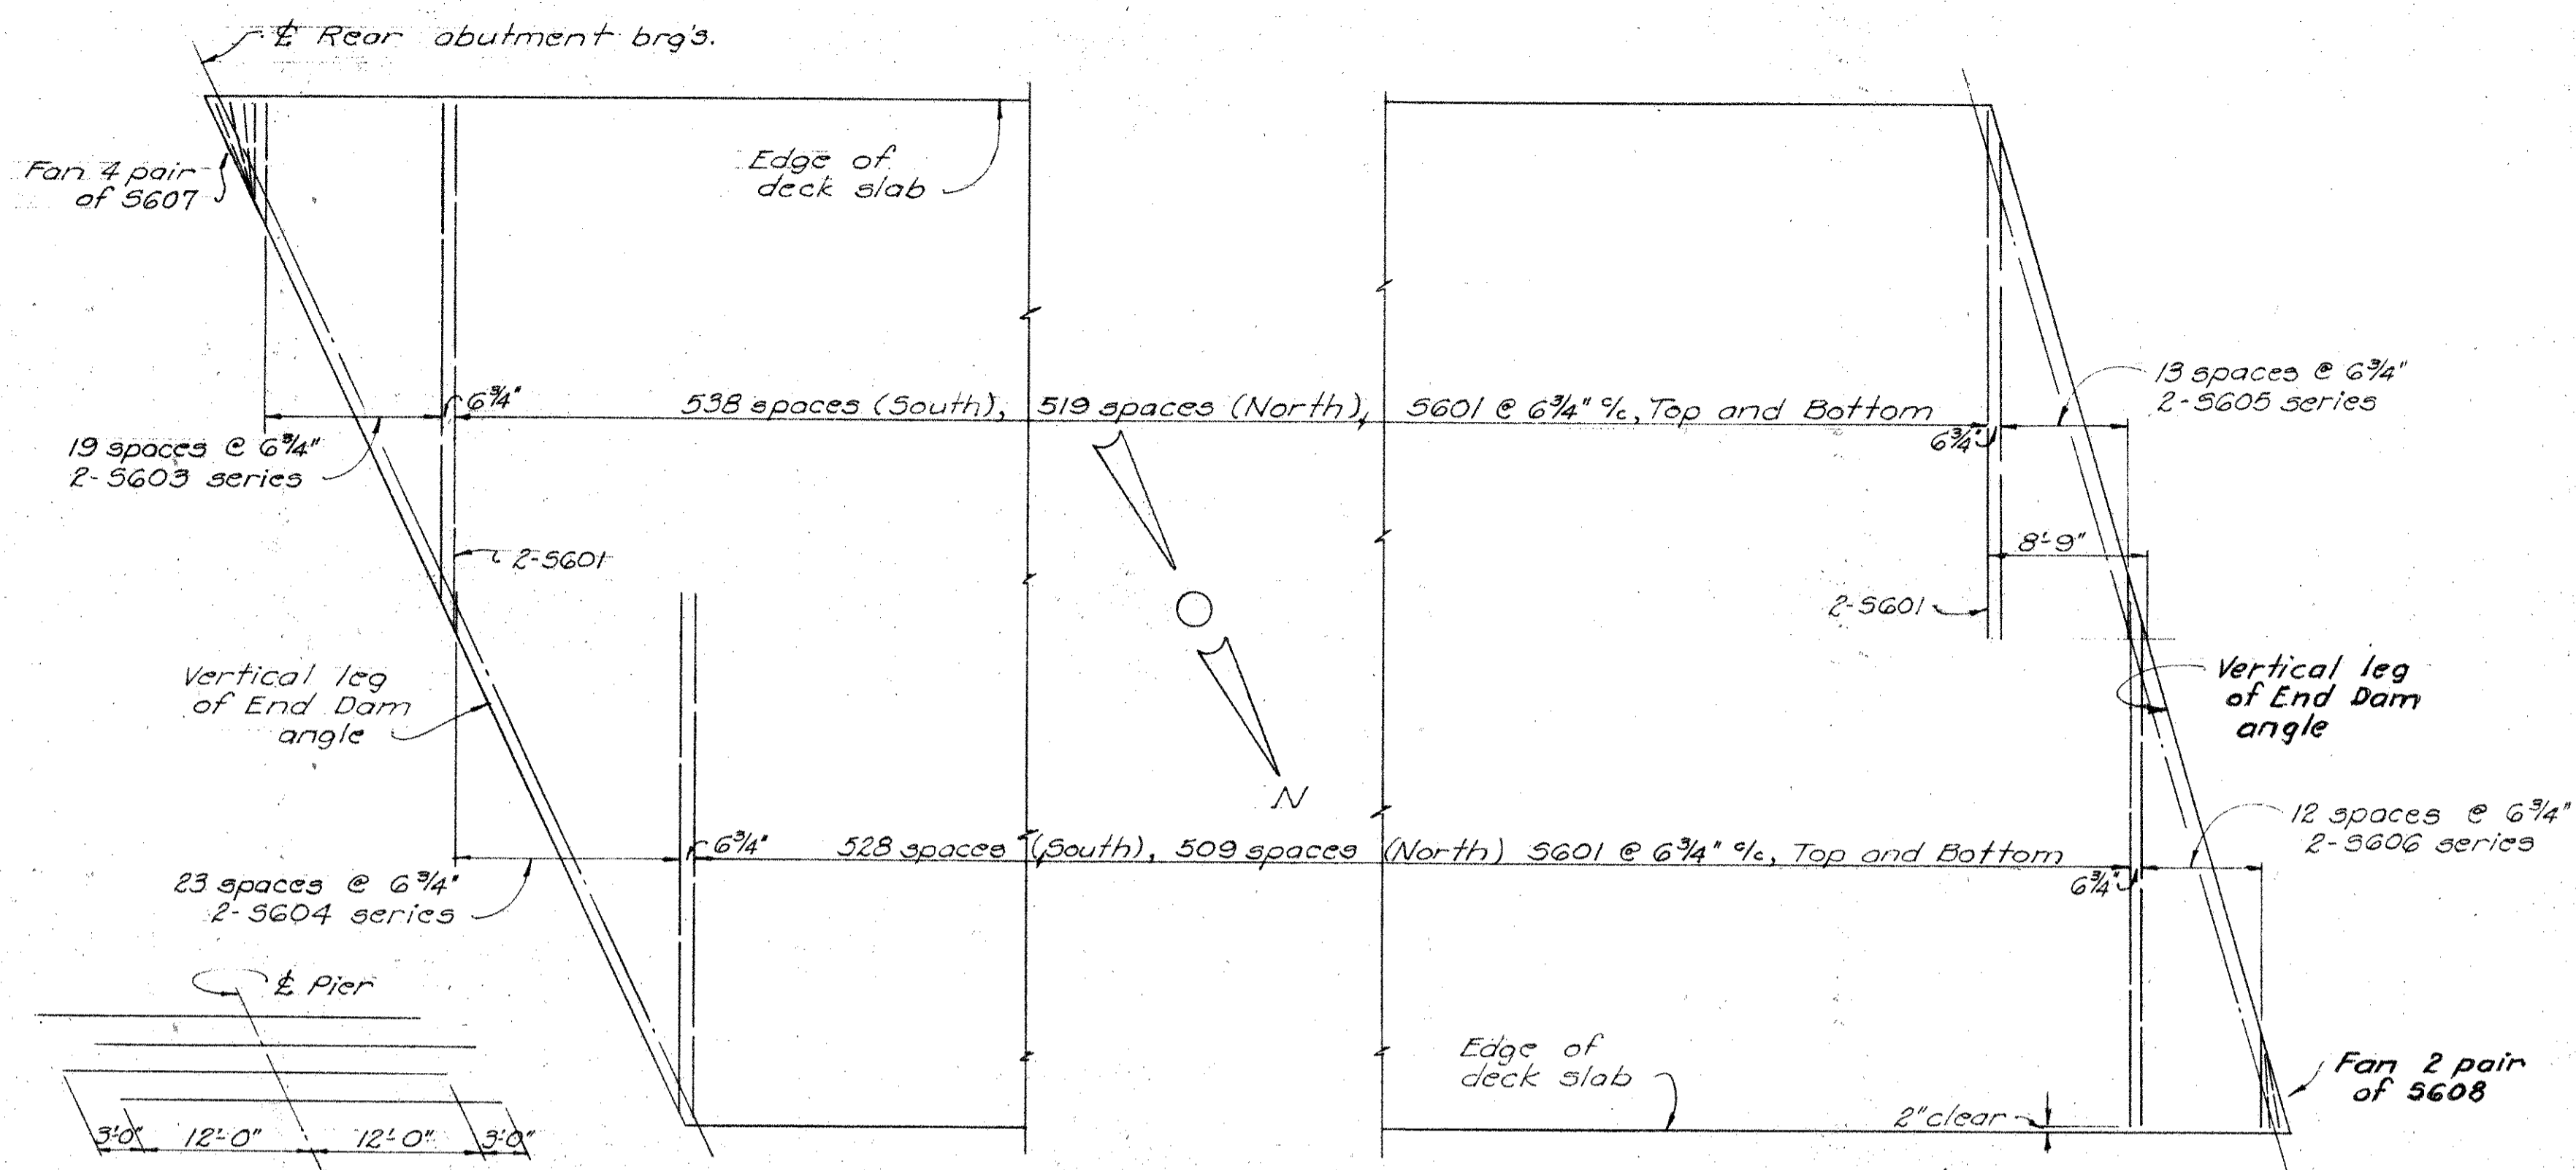 ℄ Rear abutment brg's.
Fan 4 pair
of S607
Edge of
deck slab
19 spaces @ 6¾"
2-S603 series
6¾"
538 spaces (South), 519 spaces (North), S601 @ 6¾" c/c, Top and Bottom
6¾"
13 spaces @ 6¾"
2-S605 series
2-S601
8'-9"
2-S601
Vertical leg
of End Dam
angle
Vertical leg
of End Dam
angle
N
23 spaces @ 6¾"
2-S604 series
6¾"
528 spaces (South), 509 spaces (North) S601 @ 6¾" c/c, Top and Bottom
6¾"
12 spaces @ 6¾"
2-S606 series
℄ Pier
3'-0" 12'-0" 12'-0" 3'-0"
Edge of
deck slab
2" clear
Fan 2 pair
of S608